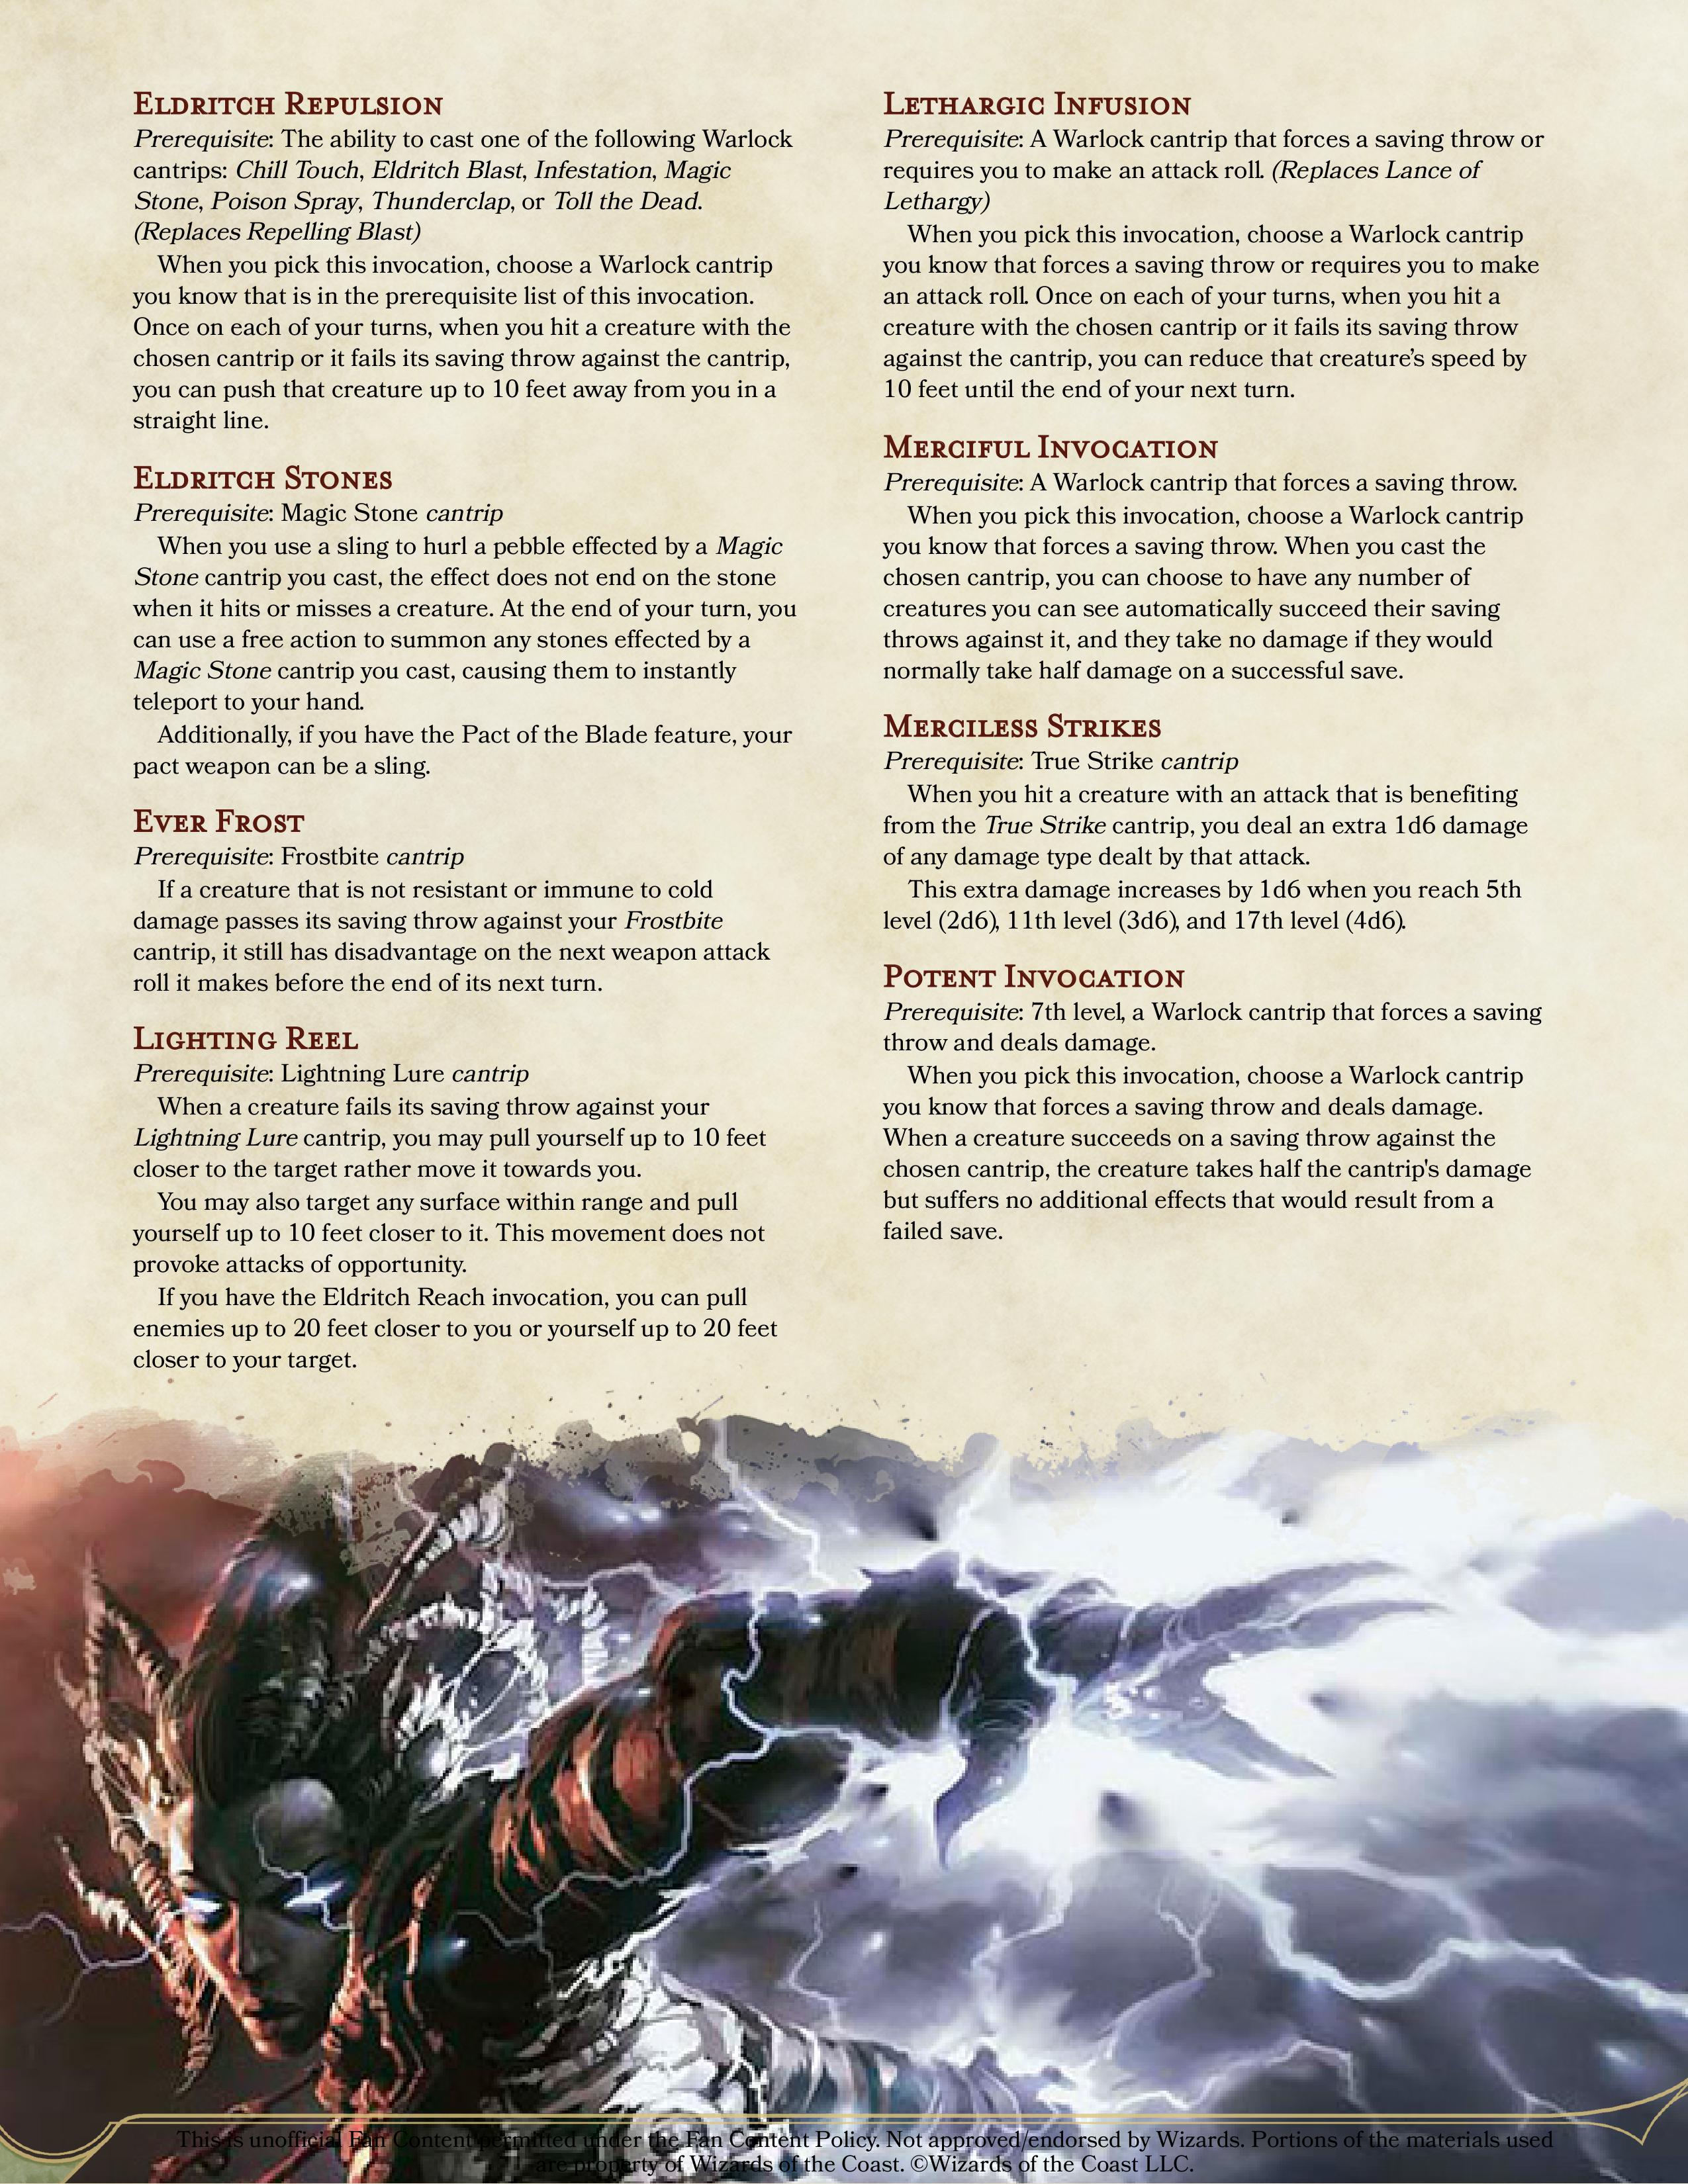 Eldritch Repulsion
Prerequisite: The ability to cast one of the following Warlock
cantrips: Chill Touch, Eldritch Blast, Infestation, Magic
Stone, Poison Spray, Thunderclap, or Toll the Dead.
(Replaces Repelling Blast)
When you pick this invocation, choose a Warlock cantrip
you know that is in the prerequisite list of this invocation.
Once on each of your turns, when you hit a creature with the
chosen cantrip or it fails its saving throw against the cantrip,
you can push that creature up to 10 feet away from you in a
straight line.
Eldritch Stones
Prerequisite: Magic Stone cantrip
When you use a sling to hurl a pebble effected by a Magic
Stone cantrip you cast, the effect does not end on the stone
when it hits or misses a creature. At the end of your turn, you
can use a free action to summon any stones effected by a
Magic Stone cantrip you cast, causing them to instantly
teleport to your hand.
Additionally, if you have the Pact of the Blade feature, your
pact weapon can be a sling.
Ever Frost
Prerequisite: Frostbite cantrip
If a creature that is not resistant or immune to cold
damage passes its saving throw against your Frostbite
cantrip, it still has disadvantage on the next weapon attack
roll it makes before the end of its next turn.
Lighting Reel
Prerequisite: Lightning Lure cantrip
When a creature fails its saving throw against your
Lightning Lure cantrip, you may pull yourself up to 10 feet
closer to the target rather move it towards you.
You may also target any surface within range and pull
yourself up to 10 feet closer to it. This movement does not
provoke attacks of opportunity.
If you have the Eldritch Reach invocation, you can pull
enemies up to 20 feet closer to you or yourself up to 20 feet
closer to your target.
Lethargic Infusion
Prerequisite: A Warlock cantrip that forces a saving throw or
requires you to make an attack roll. (Replaces Lance of
Lethargy)
When you pick this invocation, choose a Warlock cantrip
you know that forces a saving throw or requires you to make
an attack roll. Once on each of your turns, when you hit a
creature with the chosen cantrip or it fails its saving throw
against the cantrip, you can reduce that creature's speed by
10 feet until the end of your next turn.
Merciful Invocation
Prerequisite: A Warlock cantrip that forces a saving throw.
When you pick this invocation, choose a Warlock cantrip
you know that forces a saving throw. When you cast the
chosen cantrip, you can choose to have any number of
creatures you can see automatically succeed their saving
throws against it, and they take no damage if they would
normally take half damage on a successful save.
Merciless Strikes
Prerequisite: True Strike cantrip
When you hit a creature with an attack that is benefiting
from the True Strike cantrip, you deal an extra 1d6 damage
of any damage type dealt by that attack.
This extra damage increases by 1d6 when you reach 5th
level (2d6), 11th level (3d6), and 17th level (4d6).
Potent Invocation
Prerequisite: 7th level, a Warlock cantrip that forces a saving
throw and deals damage.
When you pick this invocation, choose a Warlock cantrip
you know that forces a saving throw and deals damage.
When a creature succeeds on a saving throw against the
chosen cantrip, the creature takes half the cantrip's damage
but suffers no additional effects that would result from a
failed save.
This is unofficial Fan Content permitted under the Fan Content Policy. Not approved/endorsed by Wizards. Portions of the materials used
are property of Wizards of the Coast. ©Wizards of the Coast LLC.